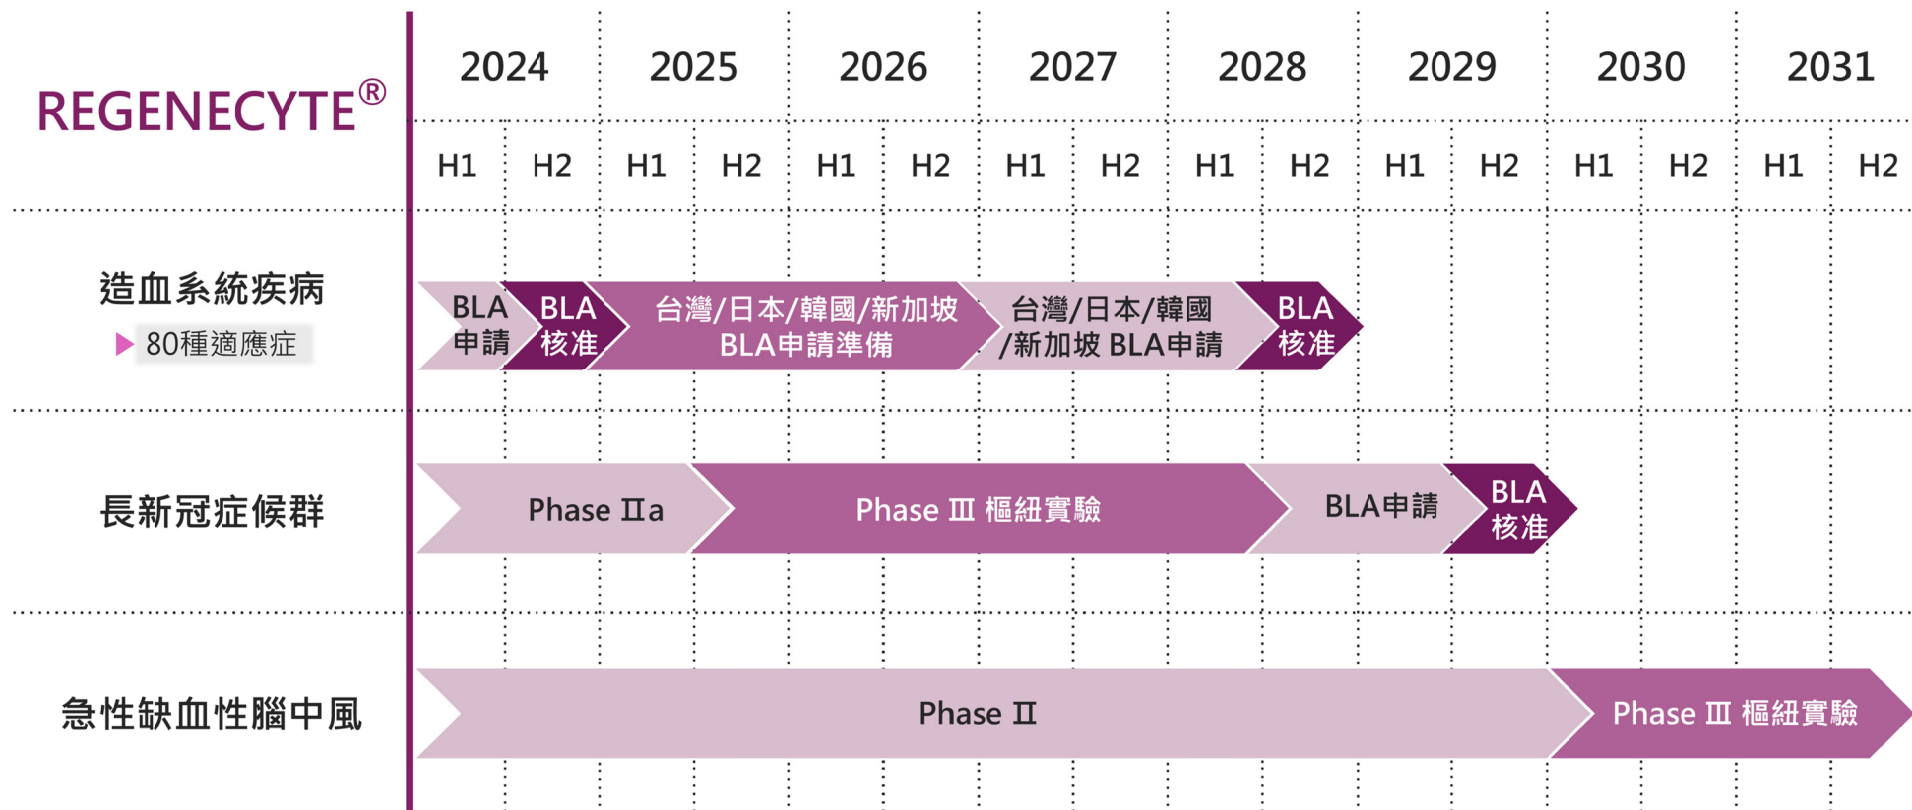 REGENECYTE®
2024 2025 2026 2027 2028 2029 2030 2031
H1 H2 H1 H2 H1 H2 H1 H2 H1 H2 H1 H2 H1 H2 H1 H2
造血系統疾病
80種適應症
BLA
申請
BLA
核准
台灣/日本/韓國/新加坡
BLA申請準備
台灣/日本/韓國
/新加坡 BLA申請
BLA
核准
長新冠症候群
Phase Ⅱa
Phase Ⅲ 樞紐實驗
BLA申請
BLA
核准
急性缺血性腦中風
Phase Ⅱ
Phase Ⅲ 樞紐實驗